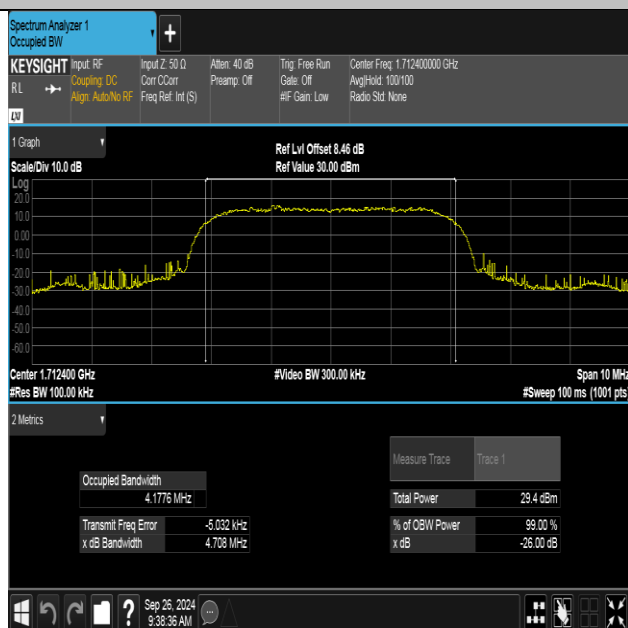 Spectrum Analyzer 1
Occupied BW
+
KEYSIGHT
RL
LXI
Input: RF
Coupling: DC
Align: Auto/No RF
Input Z: 50 Ω
Corr CCorr
Freq Ref: Int (S)
Atten: 40 dB
Preamp: Off
Trig: Free Run
Gate: Off
#IF Gain: Low
Center Freq: 1.712400000 GHz
Avg|Hold: 100/100
Radio Std: None
1 Graph
Scale/Div 10.0 dB
Ref Lvl Offset 8.46 dB
Ref Value 30.00 dBm
Log
20.0
10.0
0.00
-10.0
-20.0
-30.0
-40.0
-50.0
-60.0
Center 1.712400 GHz
#Video BW 300.00 kHz
Span 10 MHz
#Res BW 100.00 kHz
#Sweep 100 ms (1001 pts)
2 Metrics
Measure Trace Trace 1
Occupied Bandwidth
4.1776 MHz
Total Power 29.4 dBm
Transmit Freq Error -5.032 kHz
% of OBW Power 99.00 %
x dB Bandwidth 4.708 MHz
x dB -26.00 dB
?
Sep 26, 2024
9:38:36 AM